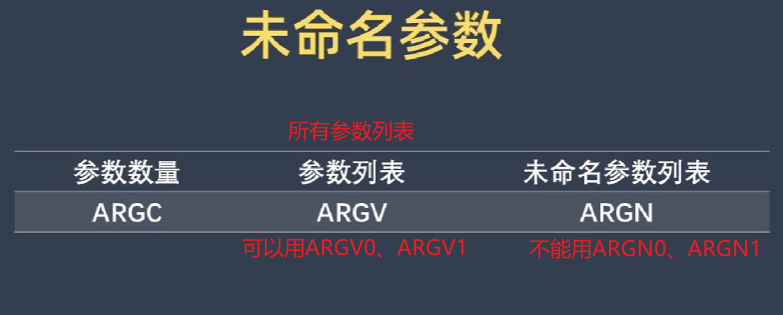 未命名参数
所有参数列表
参数数量 参数列表 未命名参数列表
ARGC ARGV ARGN
可以用ARGV0、ARGV1 不能用ARGN0、ARGN1